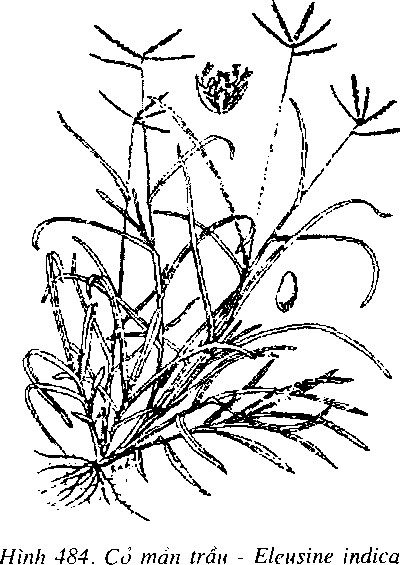 Hình 484. Cỏ mần trầu - Eleusine indica